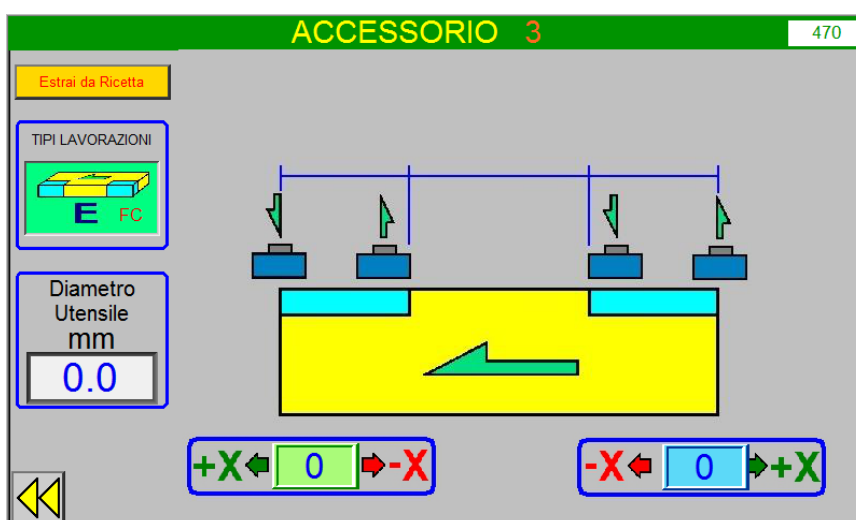 ACCESSORIO 3
470
Estrai da Ricetta
TIPI LAVORAZIONI
E FC
Diametro
Utensile
mm
0.0
+X 0 -X
-X 0 +X